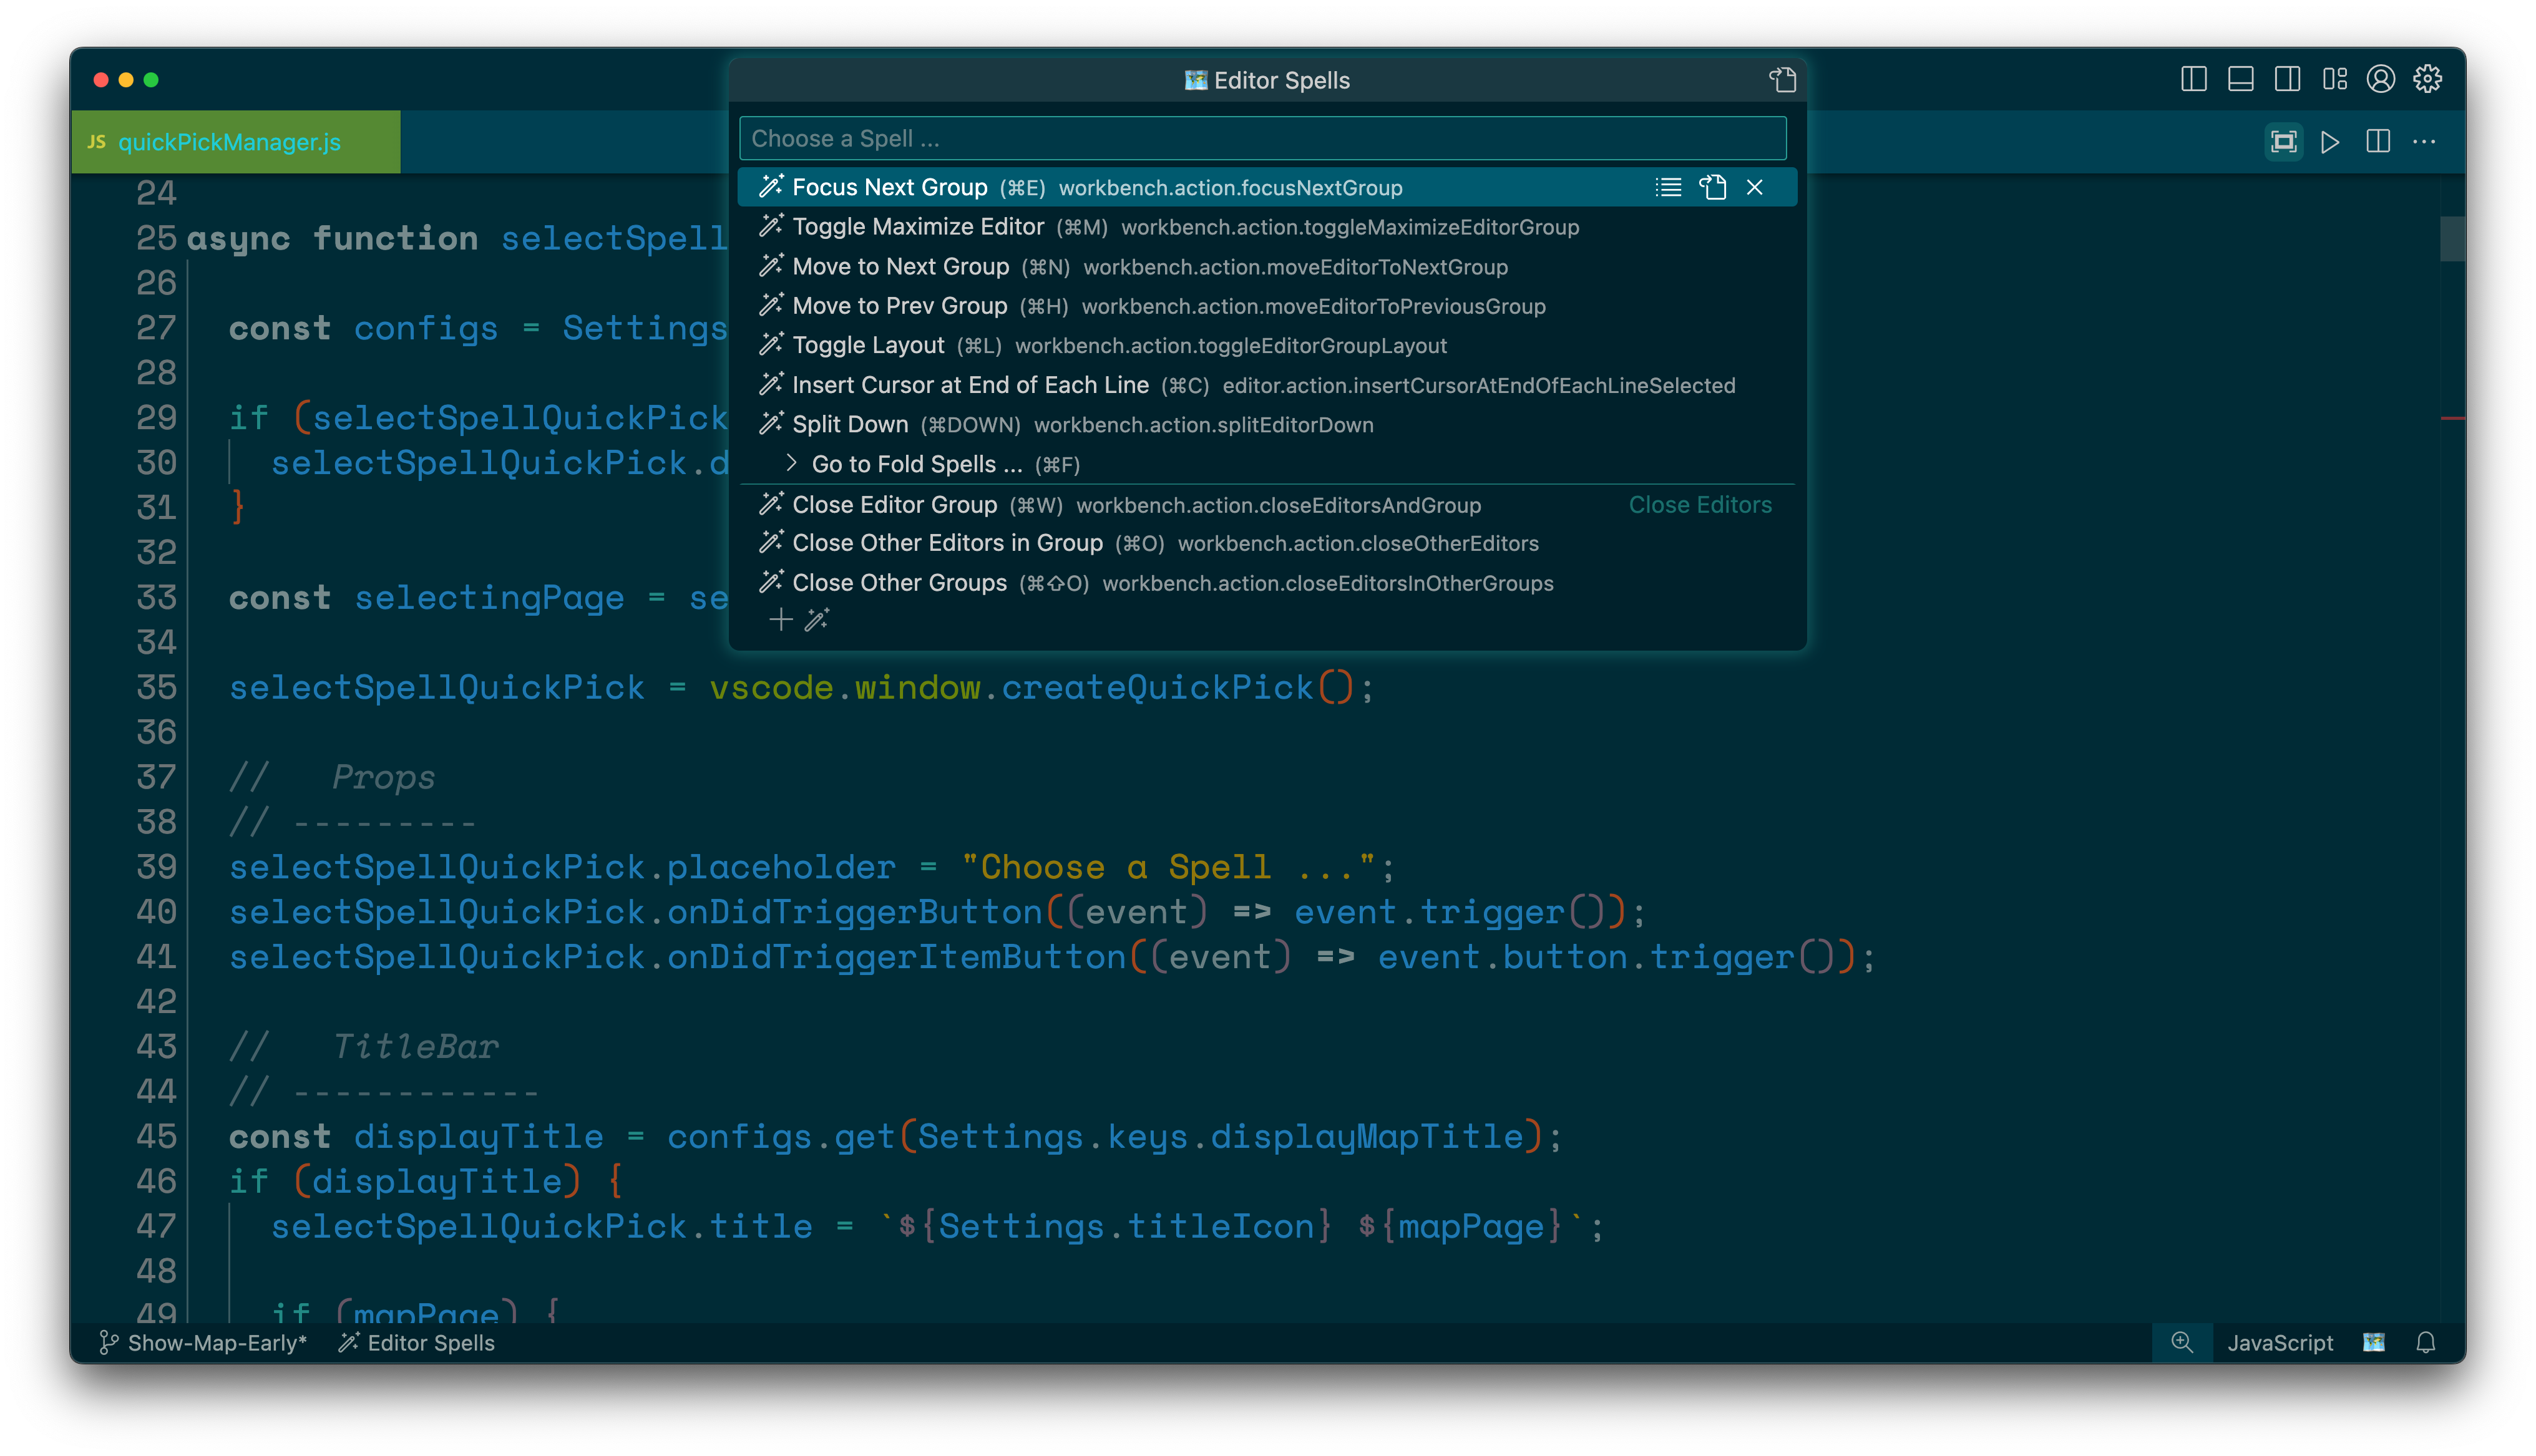 Editor Spells
JS quickPickManager.js
Choose a Spell ...
Focus Next Group (⌘E) workbench.action.focusNextGroup
Toggle Maximize Editor (⌘M) workbench.action.toggleMaximizeEditorGroup
Move to Next Group (⌘N) workbench.action.moveEditorToNextGroup
Move to Prev Group (⌘H) workbench.action.moveEditorToPreviousGroup
Toggle Layout (⌘L) workbench.action.toggleEditorGroupLayout
Insert Cursor at End of Each Line (⌘C) editor.action.insertCursorAtEndOfEachLineSelected
Split Down (⌘DOWN) workbench.action.splitEditorDown
Go to Fold Spells ... (⌘F)
Close Editor Group (⌘W) workbench.action.closeEditorsAndGroup Close Editors
Close Other Editors in Group (⌘O) workbench.action.closeOtherEditors
Close Other Groups (⌘⇧O) workbench.action.closeEditorsInOtherGroups
24
25 async function selectSpell
26
27 const configs = Settings
28
29 if (selectSpellQuickPick
30 selectSpellQuickPick.d
31 }
32
33 const selectingPage = se
34
35 selectSpellQuickPick = vscode.window.createQuickPick();
36
37 // Props
38 // ---------
39 selectSpellQuickPick.placeholder = "Choose a Spell ...";
40 selectSpellQuickPick.onDidTriggerButton((event) => event.trigger());
41 selectSpellQuickPick.onDidTriggerItemButton((event) => event.button.trigger());
42
43 // TitleBar
44 // ------------
45 const displayTitle = configs.get(Settings.keys.displayMapTitle);
46 if (displayTitle) {
47 selectSpellQuickPick.title = `${Settings.titleIcon} ${mapPage}`;
48
49 if (mapPage) {
Show-Map-Early* Editor Spells JavaScript